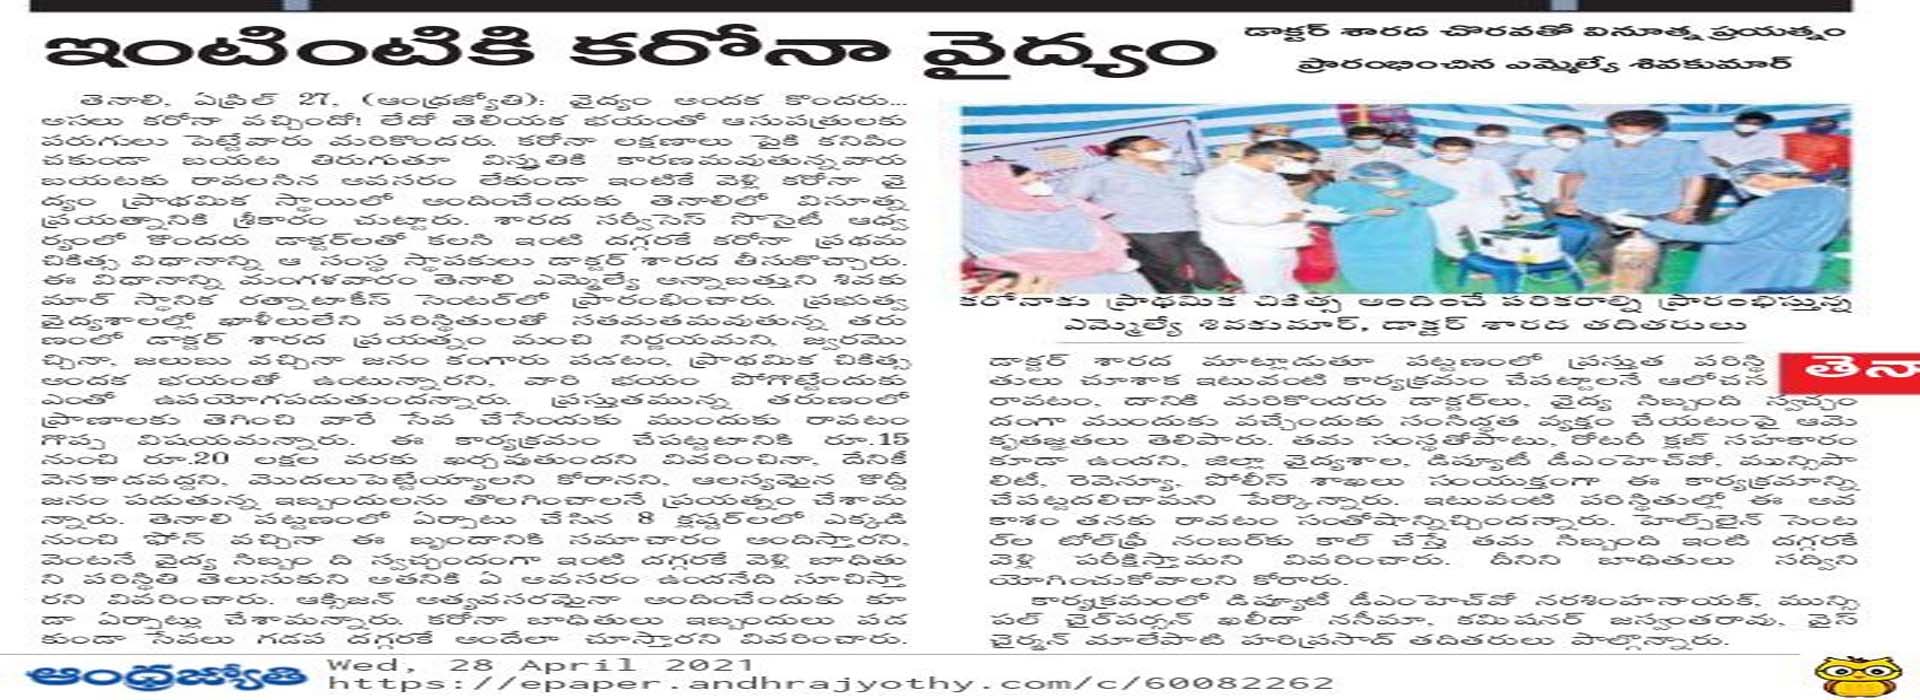 ఇంటింటికి కరోనా వైద్యం
డాక్టర్ శారద చొరవతో వినూత్న ప్రయత్నం
ప్రారంభించిన ఎమ్మెల్యే శివకుమార్
తెనాలి, ఏప్రిల్ 27, (ఆంధ్రజ్యోతి): వైద్యం అందక కొందరు...
అసలు కరోనా వచ్చిందో! లేదో తెలియక భయంతో ఆసుపత్రులకు
పరుగులు పెట్టేవారు మరికొందరు. కరోనా లక్షణాలు పైకి కనిపిం
చకుండా బయట తిరుగుతూ విస్తృతికి కారణమవుతున్నవారు
బయటకు రావలసిన అవసరం లేకుండా ఇంటికే వెళ్లి కరోనా వై
ద్యం ప్రాథమిక స్థాయిలో అందించేందుకు తెనాలిలో వినూత్న
ప్రయత్నానికి శ్రీకారం చుట్టారు. శారద సర్వీసెస్ సొసైటీ ఆధ్వ
ర్యంలో కొందరు డాక్టర్‌లతో కలసి ఇంటి దగ్గరకే కరోనా ప్రథమ
చికిత్స విధానాన్ని ఆ సంస్థ స్థాపకులు డాక్టర్ శారద తీసుకొచ్చారు.
ఈ విధానాన్ని మంగళవారం తెనాలి ఎమ్మెల్యే అన్నాబత్తుని శివకు
మార్ స్థానిక రత్నాటాకీస్ సెంటర్‌లో ప్రారంభించారు. ప్రభుత్వ
వైద్యశాలల్లో ఖాళీలులేని పరిస్థితులతో సతమతమవుతున్న తరు
ణంలో డాక్టర్ శారద ప్రయత్నం మంచి నిర్ణయమని, జ్వరమొ
చ్చినా, జలుబు వచ్చినా జనం కంగారు పడటం, ప్రాథమిక చికిత్స
అందక భయంతో ఉంటున్నారని, వారి భయం పోగొట్టేందుకు
ఎంతో ఉపయోగపడుతుందన్నారు. ప్రస్తుతమున్న తరుణంలో
ప్రాణాలకు తెగించి వారే సేవ చేసేందుకు ముందుకు రావటం
గొప్ప విషయమన్నారు. ఈ కార్యక్రమం చేపట్టటానికి రూ.15
నుంచి రూ.20 లక్షల వరకు ఖర్చవుతుందని వివరించినా, దేనికీ
వెనకాడవద్దని, మొదలుపెట్టేయ్యాలని కోరానని, ఆలస్యమైన కొద్దీ
జనం పడుతున్న ఇబ్బందులను తొలగించాలనే ప్రయత్నం చేశామ
న్నారు. తెనాలి పట్టణంలో ఏర్పాటు చేసిన 8 క్లస్టర్‌లలో ఎక్కడి
నుంచి ఫోన్ వచ్చినా ఈ బృందానికి సమాచారం అందిస్తారని,
వెంటనే వైద్య సిబ్బం ది స్వచ్ఛందంగా ఇంటి దగ్గరకే వెళ్లి బాధితు
ని పరిస్థితి తెలుసుకుని అతనికి ఏ అవసరం ఉందనేది సూచిస్తా
రని వివరించారు. ఆక్సిజన్ అత్యవసరమైనా అందించేందుకు కూ
డా ఏర్పాట్లు చేశామన్నారు. కరోనా బాధితులు ఇబ్బందులు పడ
కుండా సేవలు గడప దగ్గరకే అందేలా చూస్తారని వివరించారు.
కరోనాకు ప్రాథమిక చికిత్స అందించే పరికరాల్ని ప్రారంభిస్తున్న
ఎమ్మెల్యే శివకుమార్, డాక్టర్ శారద తదితరులు
డాక్టర్ శారద మాట్లాడుతూ పట్టణంలో ప్రస్తుత పరిస్థి
తులు చూశాక ఇటువంటి కార్యక్రమం చేపట్టాలనే ఆలోచన
రావటం, దానికి మరికొందరు డాక్టర్‌లు, వైద్య సిబ్బంది స్వచ్ఛం
దంగా ముందుకు వచ్చేందుకు సంసిద్ధత వ్యక్తం చేయటంపై ఆమె
కృతజ్ఞతలు తెలిపారు. తమ సంస్థతోపాటు, రోటరీ క్లబ్ సహకారం
కూడా ఉందని, జిల్లా వైద్యశాల, డిప్యూటీ డీఎంహెచ్‌వో, మున్సిపా
లిటీ, రెవెన్యూ, పోలీస్ శాఖలు సంయుక్తంగా ఈ కార్యక్రమాన్ని
చేపట్టదలిచామని పేర్కొన్నారు. ఇటువంటి పరిస్థితుల్లో ఈ అవ
కాశం తనకు రావటం సంతోషాన్నిచ్చిందన్నారు. హెల్ప్‌లైన్ సెంట
ర్‌ల టోల్‌ఫ్రీ నంబర్‌కు కాల్ చేస్తే తమ సిబ్బంది ఇంటి దగ్గరకే
వెళ్లి పరీక్షిస్తామని వివరించారు. దీనిని బాధితులు సద్విని
యోగించుకోవాలని కోరారు.
కార్యక్రమంలో డిప్యూటీ డీఎంహెచ్‌వో నరశింహనాయక్, మున్సి
పల్ చైర్‌పర్సన్ ఖలీదా నసీమా, కమిషనర్ జస్వంతరావు, వైస్
చైర్మన్ మాలేపాటి హరిప్రసాద్ తదితరులు పాల్గొన్నారు.
తెనా
ఆంధ్రజ్యోతి
Wed, 28 April 2021
https://epaper.andhrajyothy.com/c/60082262